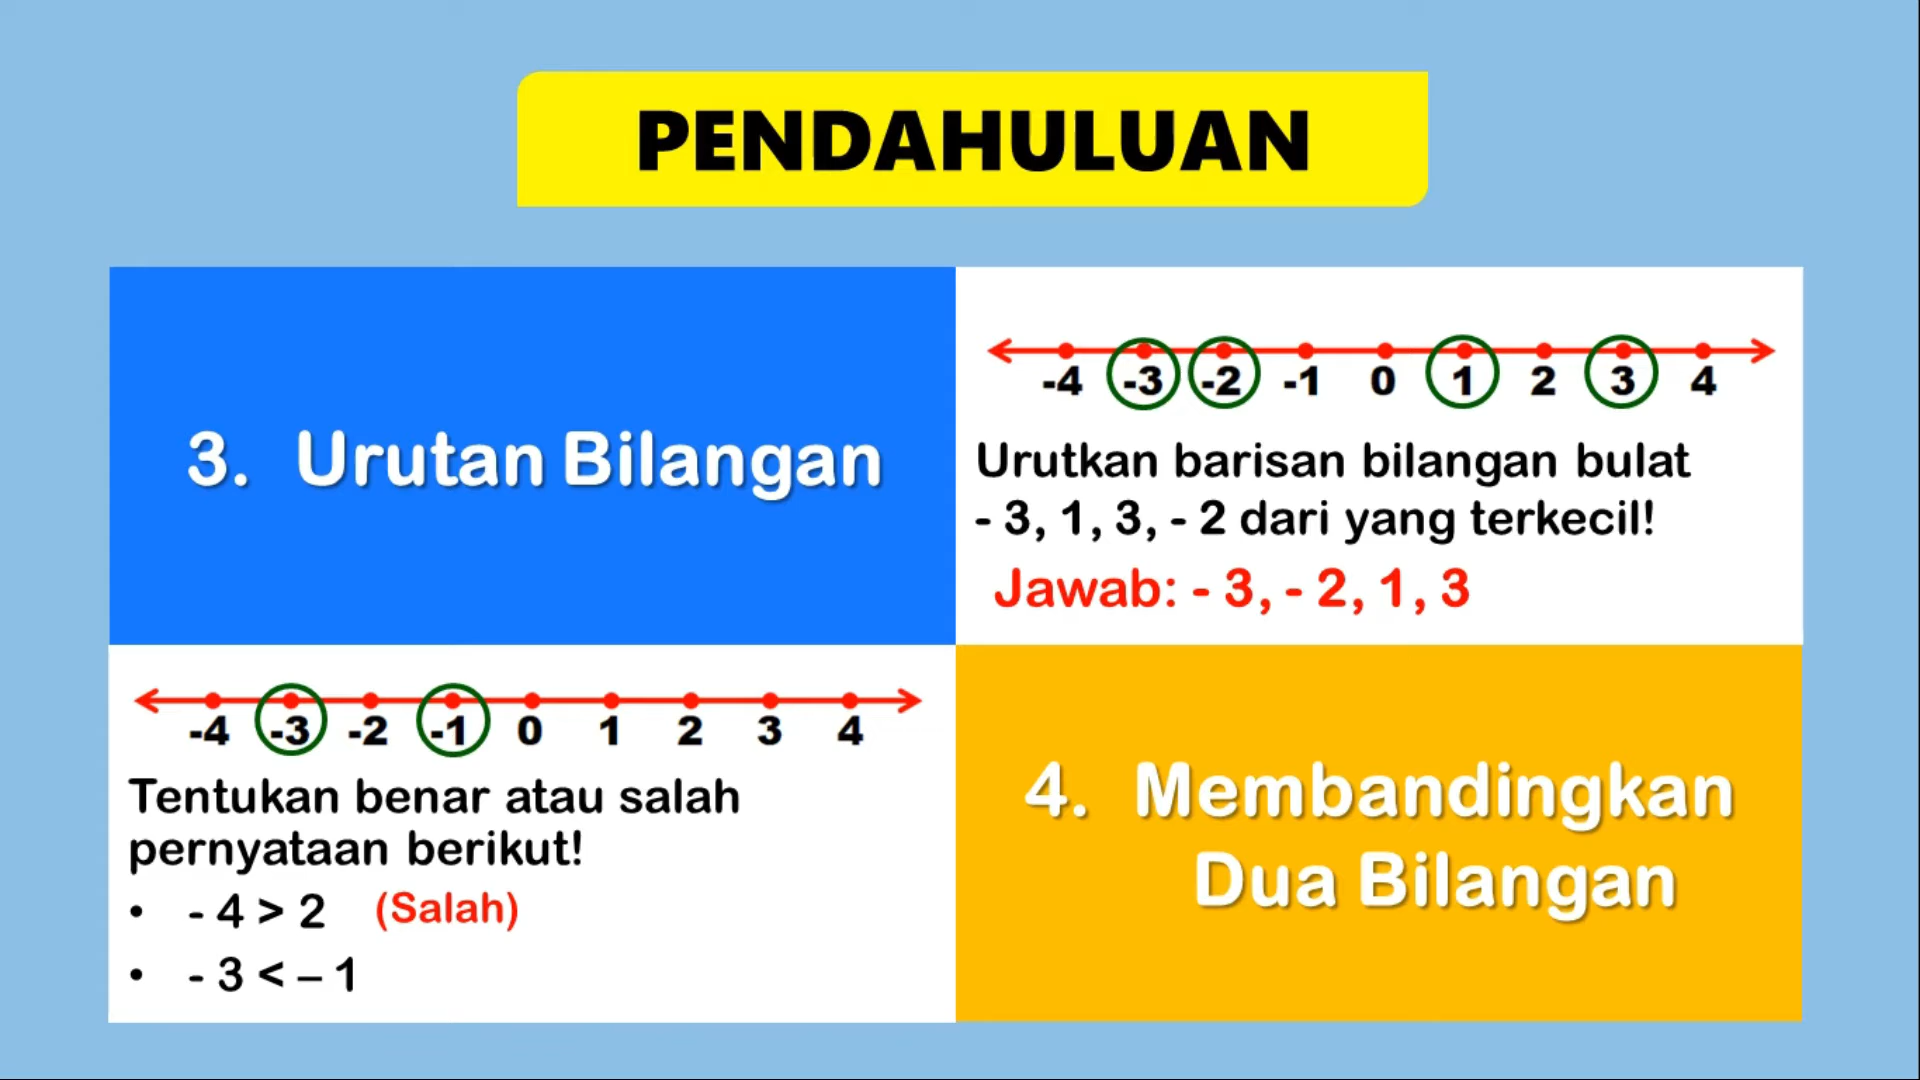 PENDAHULUAN
3. Urutan Bilangan
-4 -3 -2 -1 0 1 2 3 4
Urutkan barisan bilangan bulat
- 3, 1, 3, - 2 dari yang terkecil!
Jawab: - 3, - 2, 1, 3
-4 -3 -2 -1 0 1 2 3 4
Tentukan benar atau salah
pernyataan berikut!
• - 4 > 2 (Salah)
• - 3 < – 1
4. Membandingkan
Dua Bilangan